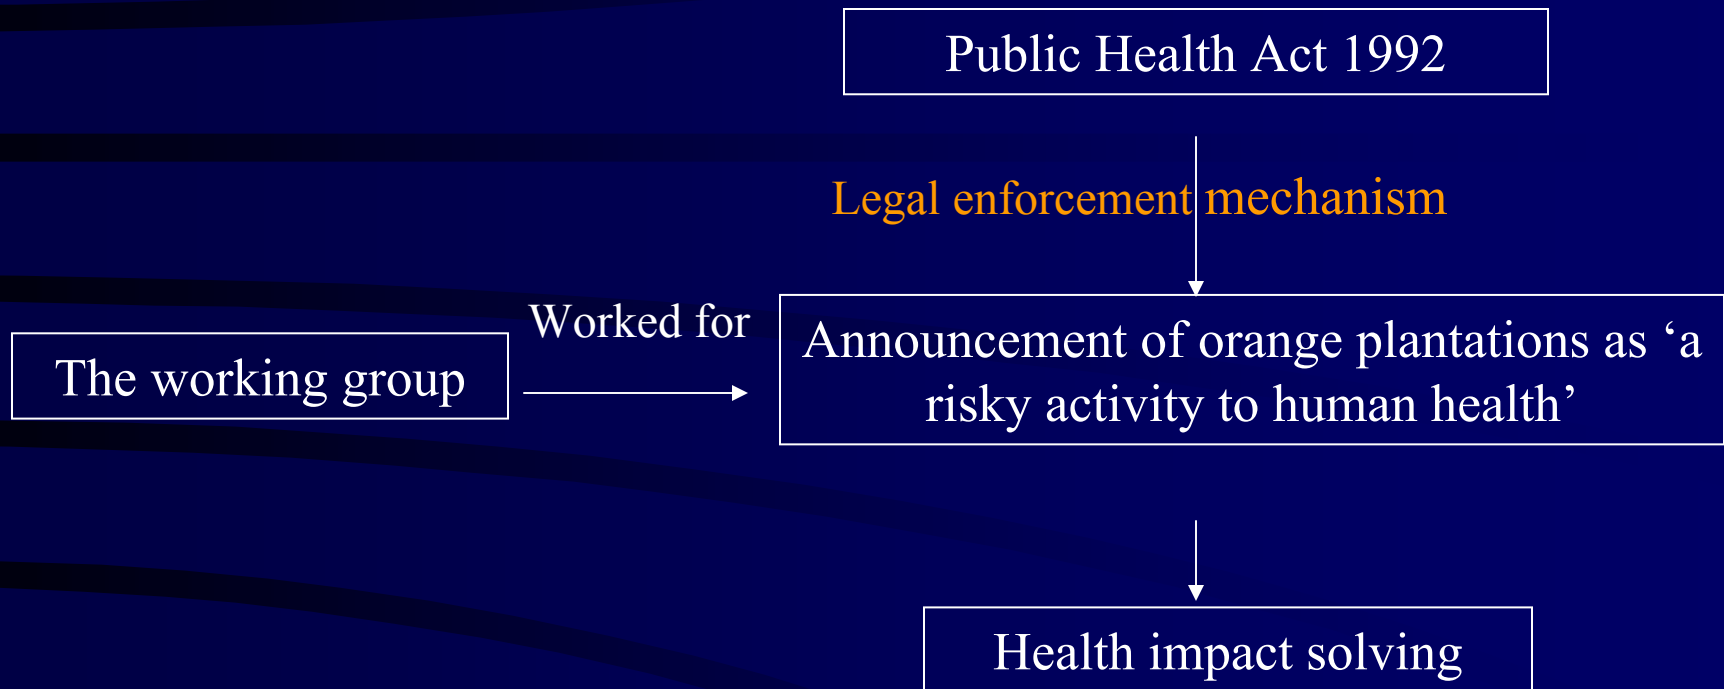 Public Health Act 1992
Legal enforcement mechanism
Worked for
The working group
Announcement of orange plantations as ‘a
risky activity to human health’
Health impact solving